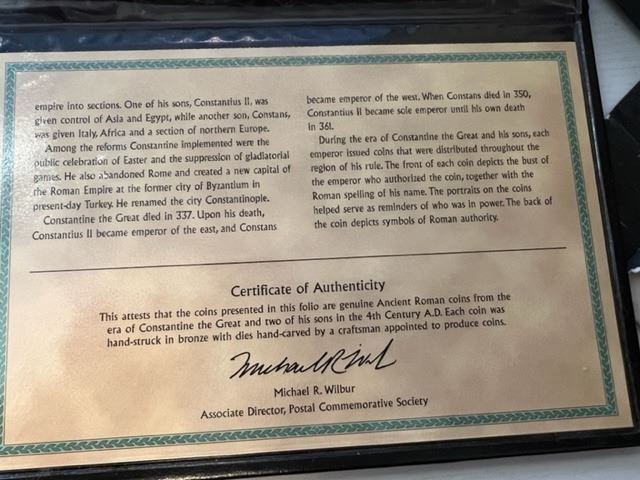 empire into sections. One of his sons, Constantius II, was
given control of Asia and Egypt, while another son, Constans,
was given Italy, Africa and a section of northern Europe.
Among the reforms Constantine implemented were the
public celebration of Easter and the suppression of gladiatorial
games. He also abandoned Rome and created a new capital of
the Roman Empire at the former city of Byzantium in
present-day Turkey. He renamed the city Constantinople.
Constantine the Great died in 337. Upon his death,
Constantius II became emperor of the east, and Constans
became emperor of the west. When Constans died in 350,
Constantius II became sole emperor until his own death
in 361.
During the era of Constantine the Great and his sons, each
emperor issued coins that were distributed throughout the
region of his rule. The front of each coin depicts the bust of
the emperor who authorized the coin, together with the
Roman spelling of his name. The portraits on the coins
helped serve as reminders of who was in power. The back of
the coin depicts symbols of Roman authority.
Certificate of Authenticity
This attests that the coins presented in this folio are genuine Ancient Roman coins from the
era of Constantine the Great and two of his sons in the 4th Century A.D. Each coin was
hand-struck in bronze with dies hand-carved by a craftsman appointed to produce coins.
Michael R. Wilbur
Associate Director, Postal Commemorative Society